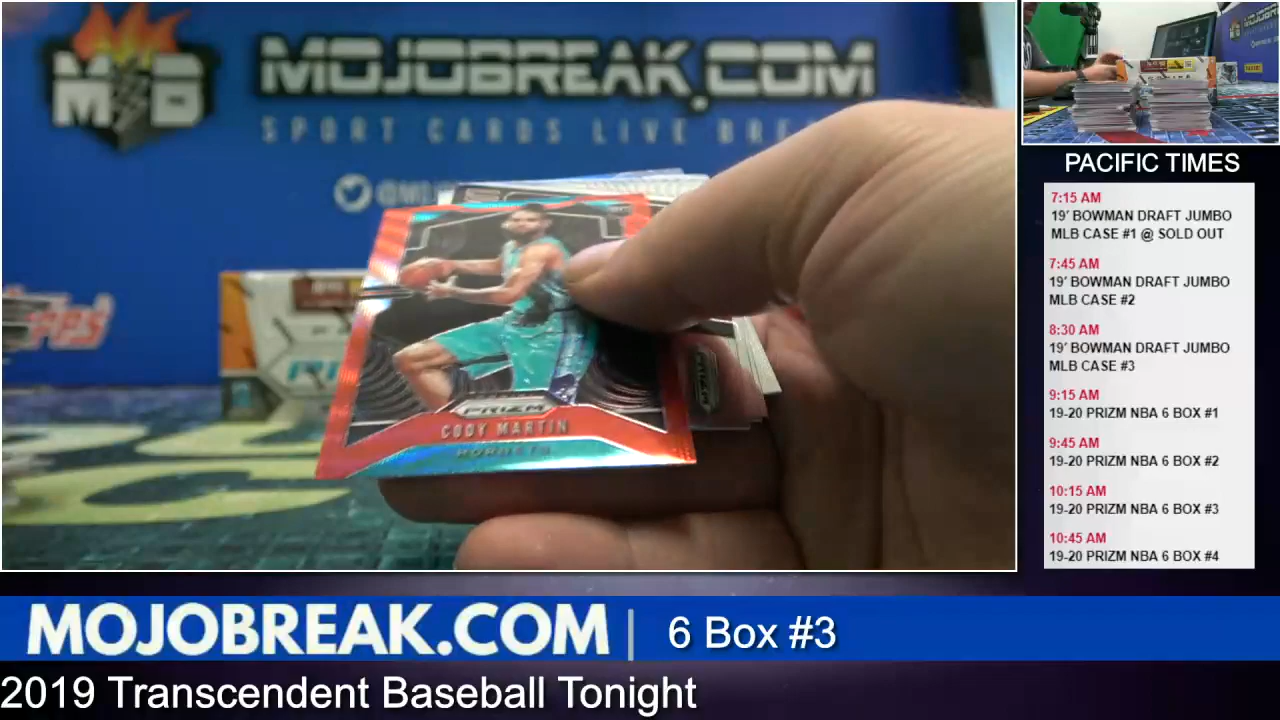 MB
MOJOBREAK.COM
SPORT CARDS LIVE BRE
PRIZM
CODY MARTIN
HORNETS
PRIZM
PACIFIC TIMES
7:15 AM
19' BOWMAN DRAFT JUMBO
MLB CASE #1 @ SOLD OUT
7:45 AM
19' BOWMAN DRAFT JUMBO
MLB CASE #2
8:30 AM
19' BOWMAN DRAFT JUMBO
MLB CASE #3
9:15 AM
19-20 PRIZM NBA 6 BOX #1
9:45 AM
19-20 PRIZM NBA 6 BOX #2
10:15 AM
19-20 PRIZM NBA 6 BOX #3
10:45 AM
19-20 PRIZM NBA 6 BOX #4
MOJOBREAK.COM | 6 Box #3
2019 Transcendent Baseball Tonight